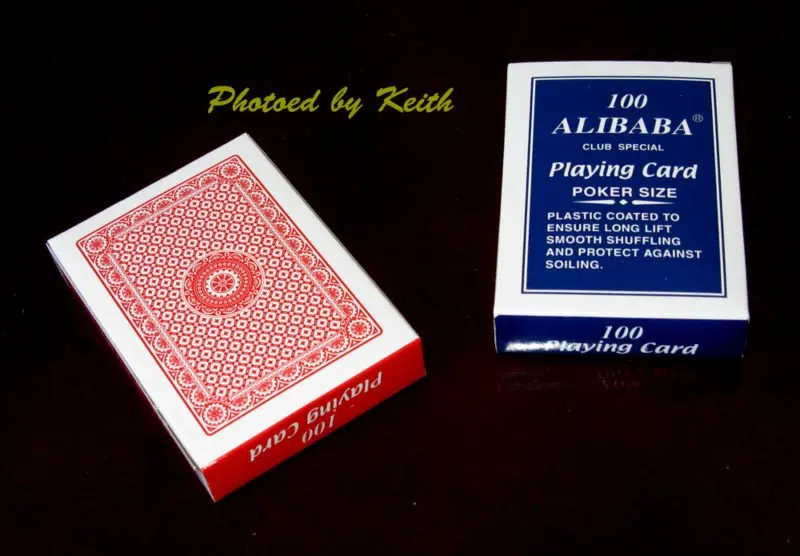 Photoed by Keith
100
ALIBABA®
CLUB SPECIAL
Playing Card
POKER SIZE
PLASTIC COATED TO
ENSURE LONG LIFT
SMOOTH SHUFFLING
AND PROTECT AGAINST
SOILING.
100
Playing Card
100
Playing Card